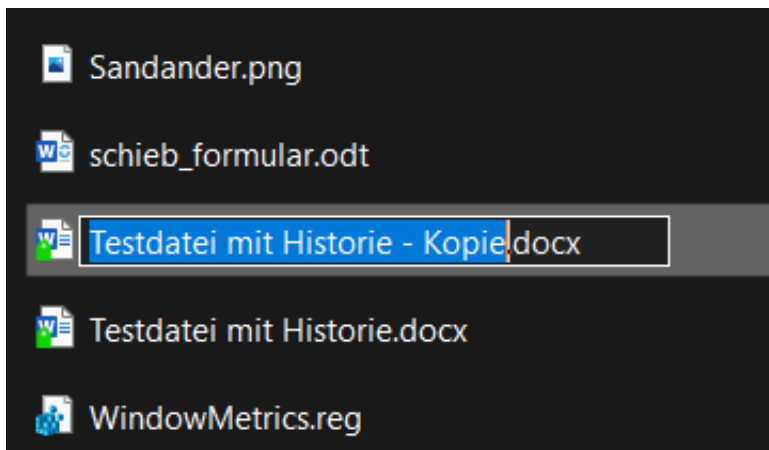 Sandander.png
schieb_formular.odt
Testdatei mit Historie - Kopie.docx
Testdatei mit Historie.docx
WindowMetrics.reg